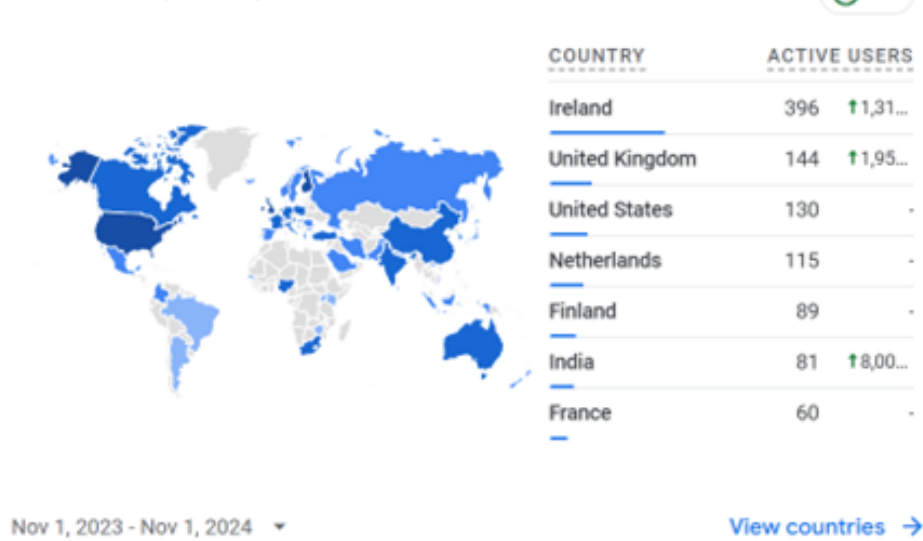 COUNTRY ACTIVE USERS
Ireland 396 ↑1,31...
United Kingdom 144 ↑1,95...
United States 130 -
Netherlands 115 -
Finland 89 -
India 81 ↑8,00...
France 60 -
Nov 1, 2023 - Nov 1, 2024
View countries →